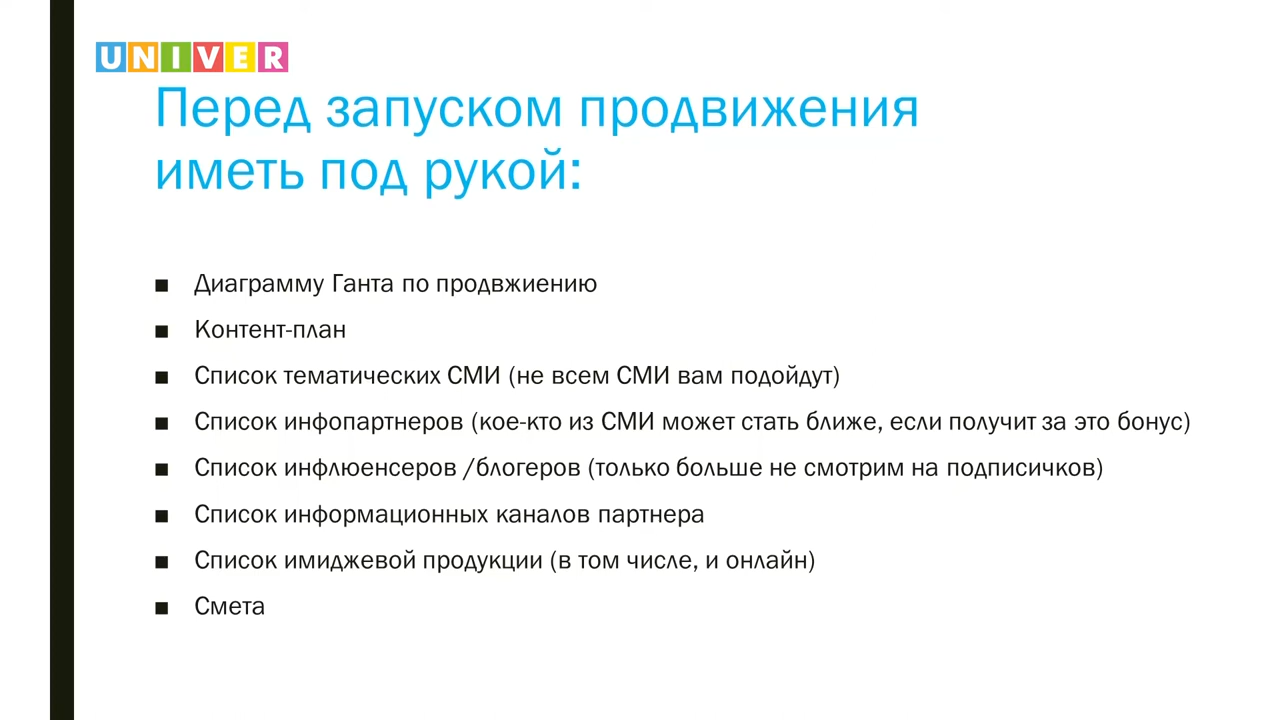 UNIVER
Перед запуском продвижения
иметь под рукой:
■ Диаграмму Ганта по продвжиению
■ Контент-план
■ Список тематических СМИ (не всем СМИ вам подойдут)
■ Список инфопартнеров (кое-кто из СМИ может стать ближе, если получит за это бонус)
■ Список инфлюенсеров /блогеров (только больше не смотрим на подписичков)
■ Список информационных каналов партнера
■ Список имиджевой продукции (в том числе, и онлайн)
■ Смета